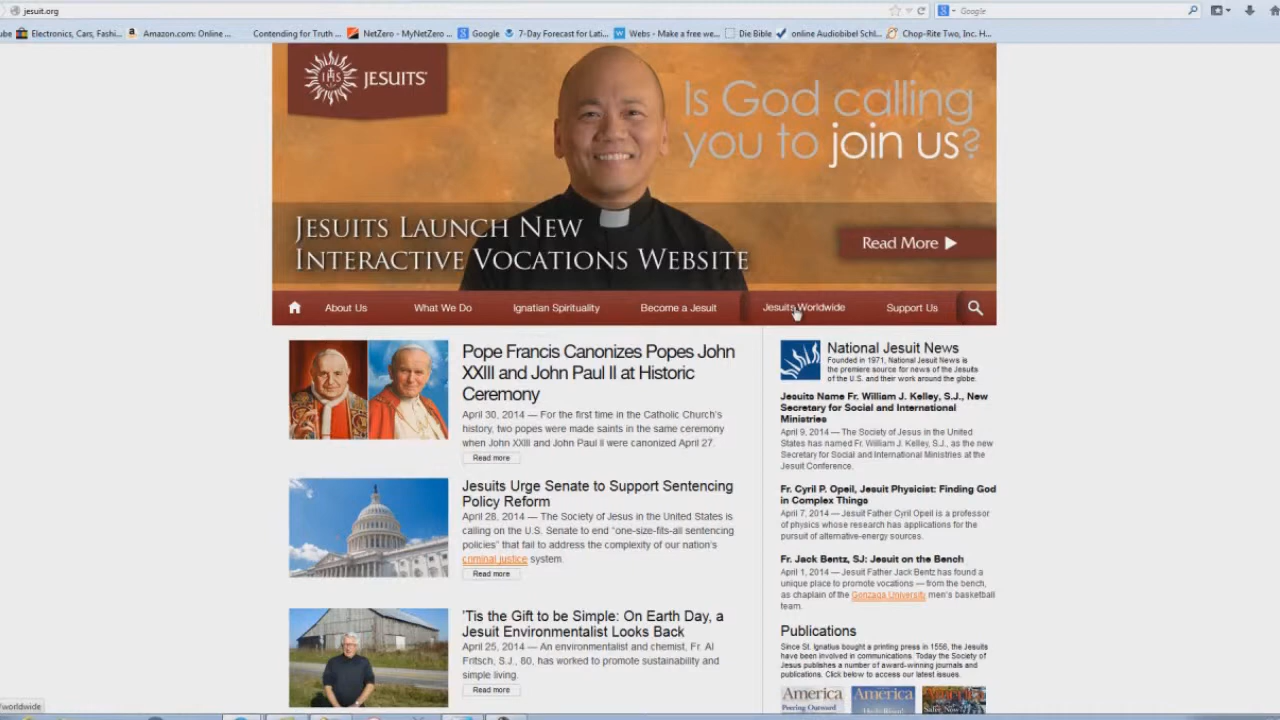 jesuit.org
Google
ube
Electronics, Cars, Fashi...
Amazon.com: Online ...
Contending for Truth ...
NetZero - MyNetZero ...
Google
7-Day Forecast for Lati...
Webs - Make a free we...
Die Bible
online Audiobibel Schl...
Chop-Rite Two, Inc. H...
IHS
JESUITS
Is God calling
you to join us?
JESUITS LAUNCH NEW
INTERACTIVE VOCATIONS WEBSITE
Read More
About Us
What We Do
Ignatian Spirituality
Become a Jesuit
Jesuits Worldwide
Support Us
Pope Francis Canonizes Popes John
XXIII and John Paul II at Historic
Ceremony
April 30, 2014 — For the first time in the Catholic Church's
history, two popes were made saints in the same ceremony
when John XXIII and John Paul II were canonized April 27.
Read more
Jesuits Urge Senate to Support Sentencing
Policy Reform
April 28, 2014 — The Society of Jesus in the United States is
calling on the U.S. Senate to end "one-size-fits-all sentencing
policies" that fail to address the complexity of our nation's
criminal justice system.
Read more
'Tis the Gift to be Simple: On Earth Day, a
Jesuit Environmentalist Looks Back
April 25, 2014 — An environmentalist and chemist, Fr. Al
Fritsch, S.J., 80, has worked to promote sustainability and
simple living.
Read more
National Jesuit News
Founded in 1971, National Jesuit News is
the premiere source for news of the Jesuits
of the U.S. and their work around the globe.
Jesuits Name Fr. William J. Kelley, S.J., New
Secretary for Social and International
Ministries
April 9, 2014 — The Society of Jesus in the United
States has named Fr. William J. Kelley, S.J., as the new
Secretary for Social and International Ministries at the
Jesuit Conference.
Fr. Cyril P. Opeil, Jesuit Physicist: Finding God
in Complex Things
April 7, 2014 — Jesuit Father Cyril Opeil is a professor
of physics whose research has applications for the
pursuit of alternative-energy sources.
Fr. Jack Bentz, SJ: Jesuit on the Bench
April 1, 2014 — Jesuit Father Jack Bentz has found a
unique place to promote vocations — from the bench,
as chaplain of the Gonzaga University men's basketball
team.
Publications
Since St. Ignatius bought a printing press in 1556, the Jesuits
have been involved in communications. Today the Society of
Jesus publishes a number of award-winning journals and
publications. Click below to access our latest issues.
America
Peering Outward
America
America
/worldwide